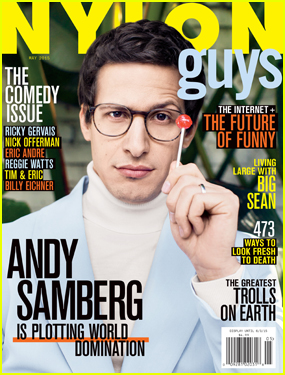 NYLON
guys
MAY 2015
THE
COMEDY
ISSUE
RICKY GERVAIS
NICK OFFERMAN
ERIC ANDRE
REGGIE WATTS
TIM & ERIC
BILLY EICHNER
THE INTERNET +
THE FUTURE
OF FUNNY
LIVING
LARGE WITH
BIG
SEAN
473
WAYS TO
LOOK FRESH
TO DEATH
THE GREATEST
TROLLS
ON EARTH
ANDY
SAMBERG
IS PLOTTING WORLD
DOMINATION